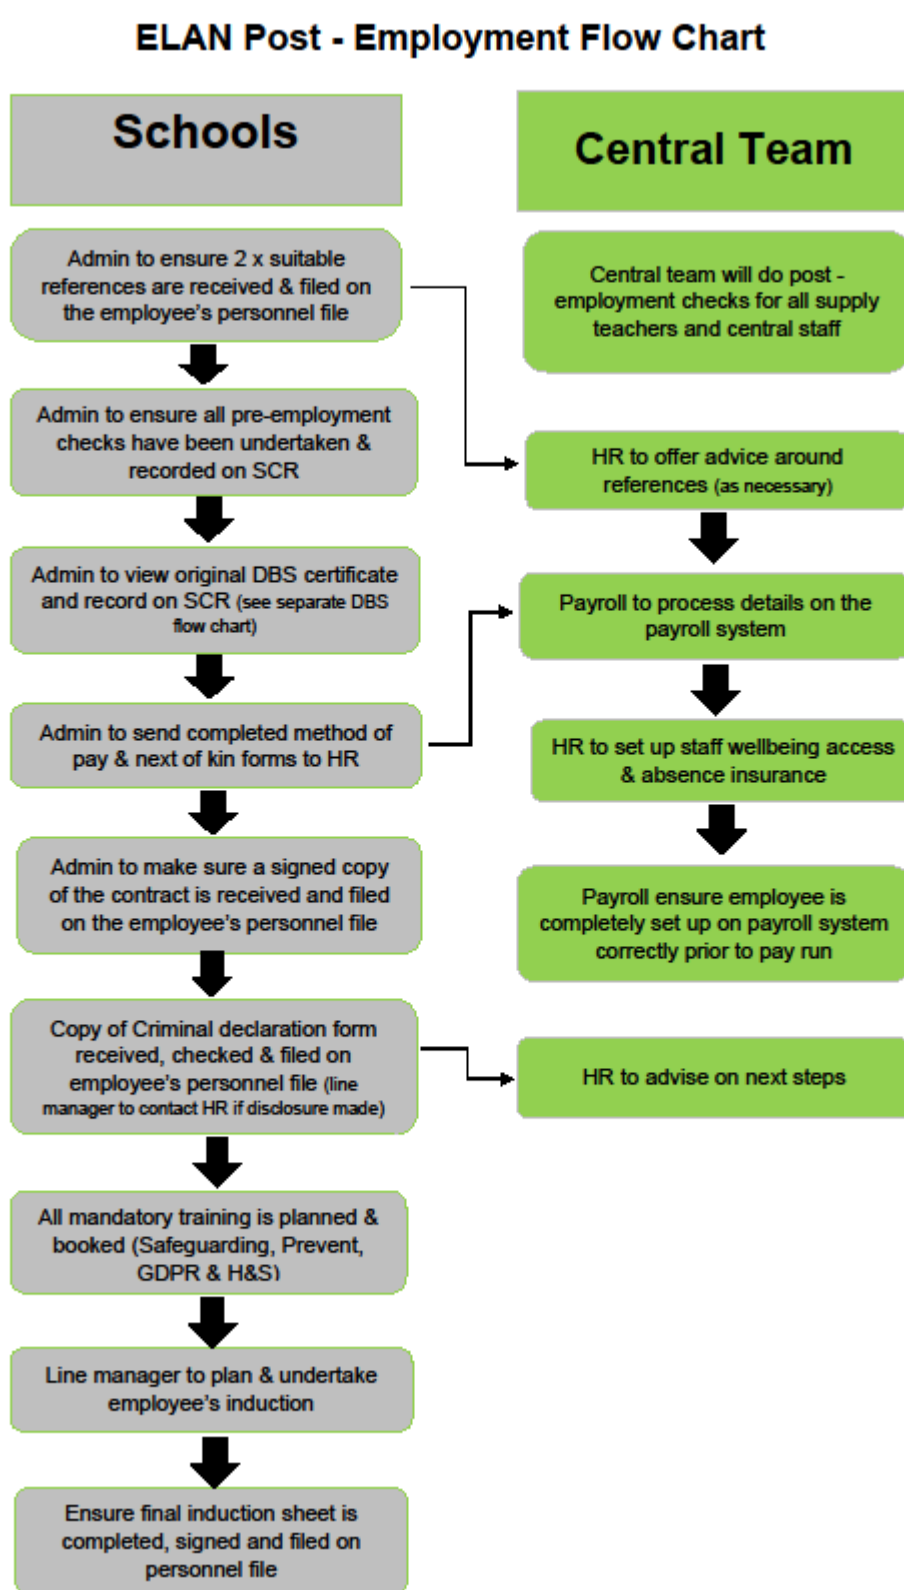 ELAN Post - Employment Flow Chart
Schools
Admin to ensure 2 x suitable
references are received & filed on
the employee's personnel file
Admin to ensure all pre-employment
checks have been undertaken &
recorded on SCR
Admin to view original DBS certificate
and record on SCR (see separate DBS
flow chart)
Admin to send completed method of
pay & next of kin forms to HR
Admin to make sure a signed copy
of the contract is received and filed
on the employee's personnel file
Copy of Criminal declaration form
received, checked & filed on
employee's personnel file (line
manager to contact HR if disclosure made)
All mandatory training is planned &
booked (Safeguarding, Prevent,
GDPR & H&S)
Line manager to plan & undertake
employee's induction
Ensure final induction sheet is
completed, signed and filed on
personnel file
Central Team
Central team will do post -
employment checks for all supply
teachers and central staff
HR to offer advice around
references (as necessary)
Payroll to process details on the
payroll system
HR to set up staff wellbeing access
& absence insurance
Payroll ensure employee is
completely set up on payroll system
correctly prior to pay run
HR to advise on next steps